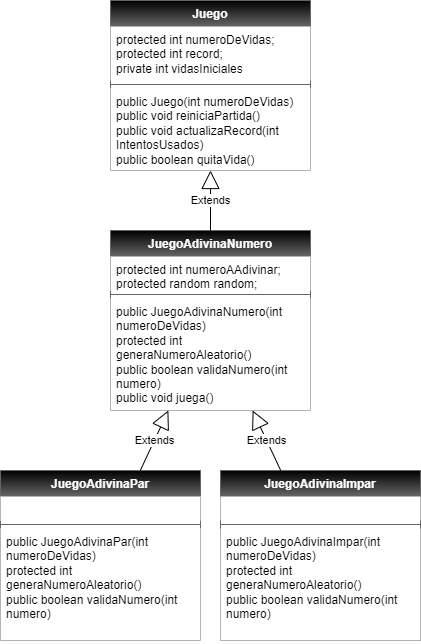 Juego
protected int numeroDeVidas;
protected int record;
private int vidasIniciales
public Juego(int numeroDeVidas)
public void reiniciaPartida()
public void actualizaRecord(int
IntentosUsados)
public boolean quitaVida()
Extends
JuegoAdivinaNumero
protected int numeroAAdivinar;
protected random random;
public JuegoAdivinaNumero(int
numeroDeVidas)
protected int
generaNumeroAleatorio()
public boolean validaNumero(int
numero)
public void juega()
Extends
Extends
JuegoAdivinaPar
public JuegoAdivinaPar(int
numeroDeVidas)
protected int
generaNumeroAleatorio()
public boolean validaNumero(int
numero)
JuegoAdivinaImpar
public JuegoAdivinaImpar(int
numeroDeVidas)
protected int
generaNumeroAleatorio()
public boolean validaNumero(int
numero)